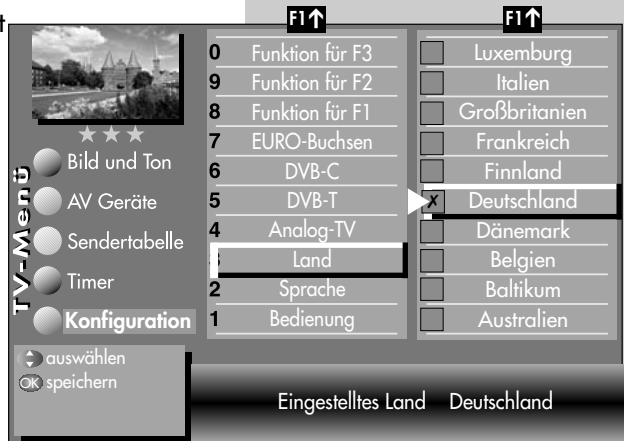 t
F1↑ F1↑
TV-Menü
Bild und Ton
AV Geräte
Sendertabelle
Timer
Konfiguration
0 Funktion für F3
9 Funktion für F2
8 Funktion für F1
7 EURO-Buchsen
6 DVB-C
5 DVB-T
4 Analog-TV
3 Land
2 Sprache
1 Bedienung
Luxemburg
Italien
Großbritanien
Frankreich
Finnland
✗ Deutschland
Dänemark
Belgien
Baltikum
Australien
auswählen
OK speichern
Eingestelltes Land Deutschland